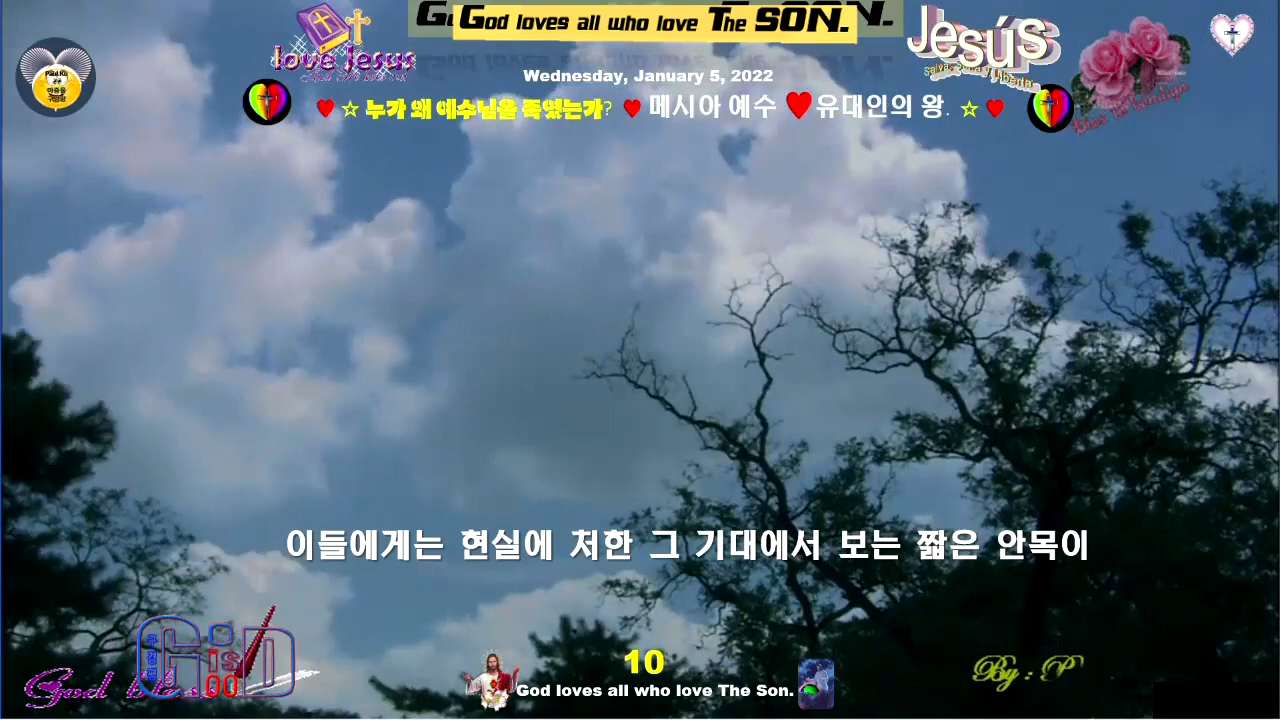 God loves all who love The SON.
love Jesus
Jesús
Wednesday, January 5, 2022
☆ 누가 왜 예수님을 죽였는가? ♥ 메시아 예수 ♥ 유대인의 왕. ☆
이들에게는 현실에 처한 그 기대에서 보는 짧은 안목이
God is
10
God loves all who love The Son.
By : P